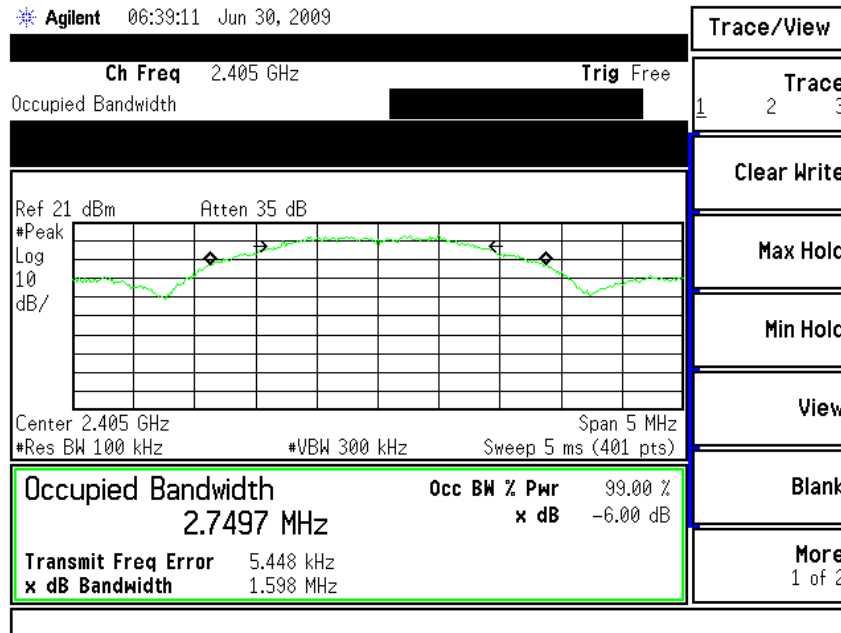 Agilent 06:39:11 Jun 30, 2009
Trace/View
Ch Freq 2.405 GHz Trig Free
Occupied Bandwidth
Trace
1 2 3
Clear Write
Max Hold
Min Hold
View
Blank
More
1 of 2
Ref 21 dBm Atten 35 dB
#Peak
Log
10
dB/
Center 2.405 GHz Span 5 MHz
#Res BW 100 kHz #VBW 300 kHz Sweep 5 ms (401 pts)
Occupied Bandwidth Occ BW % Pwr 99.00 %
2.7497 MHz x dB -6.00 dB
Transmit Freq Error 5.448 kHz
x dB Bandwidth 1.598 MHz